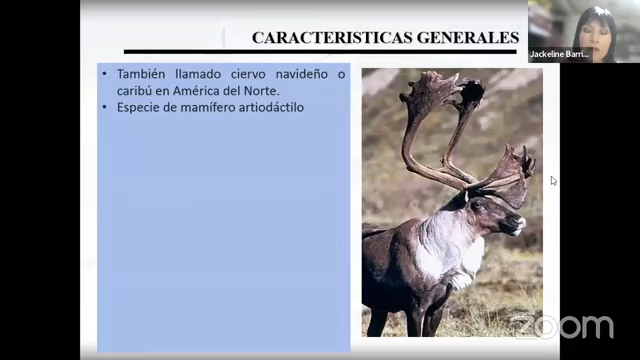 CARACTERISTICAS GENERALES
Jackeline Barri...
• También llamado ciervo navideño o
caribú en América del Norte.
• Especie de mamífero artiodáctilo
zoom